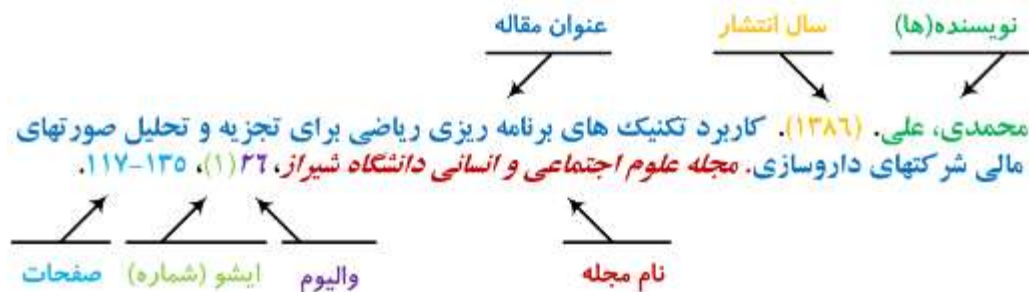 نویسنده(ها) سال انتشار عنوان مقاله
محمدی، علی. (۱۳۸۶). کاربرد تکنیک های برنامه ریزی ریاضی برای تجزیه و تحلیل صورتهای
مالی شرکتهای داروسازی. مجله علوم اجتماعی و انسانی دانشگاه شیراز، ۲۶(۱)، ۱۳۵-۱۱۷.
نام مجله والیوم ایشو (شماره) صفحات